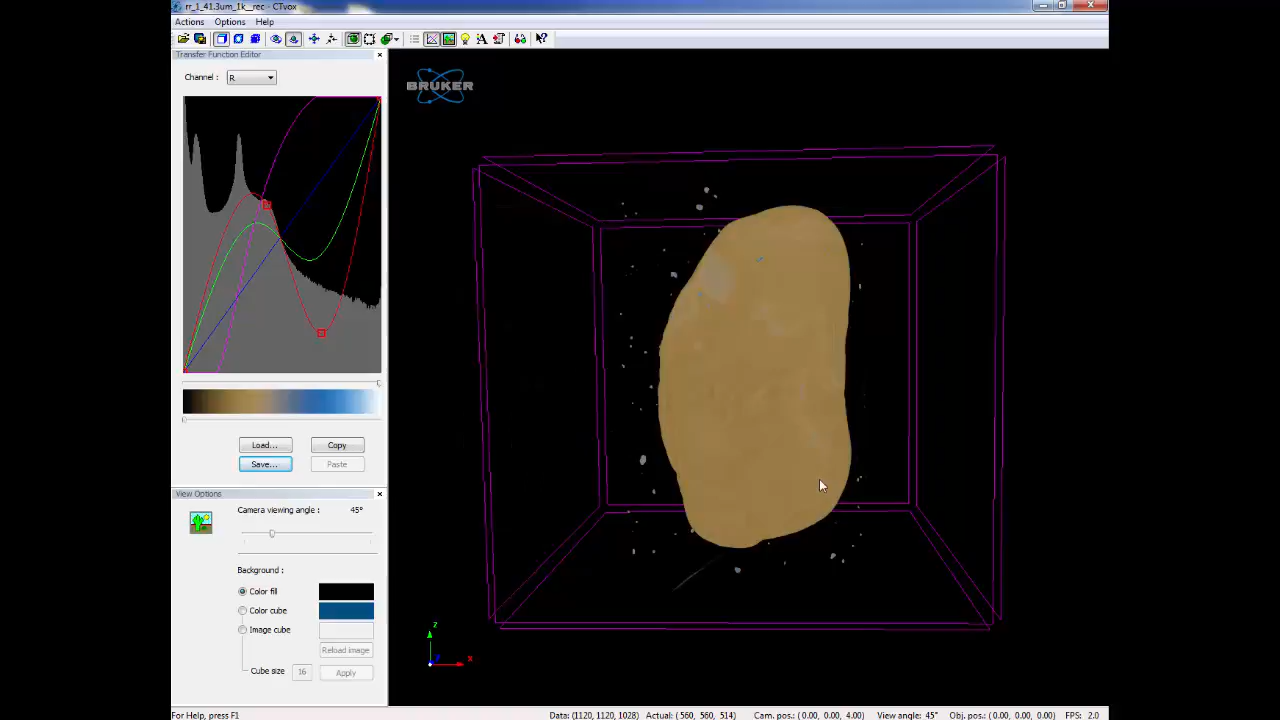 rr_1_41.3um_1k__rec - CTvox
Actions Options Help
Transfer Function Editor
Channel : R
BRUKER
Load... Copy
Save... Paste
View Options
Camera viewing angle : 45°
Background :
Color fill
Color cube
Image cube
Reload image
Cube size 16 Apply
z
y
x
For Help, press F1 Data: (1120, 1120, 1028) Actual: ( 560, 560, 514) Cam. pos.: ( 0.00, 0.00, 4.00) View angle: 45° Obj. pos.: ( 0.00, 0.00, 0.00) FPS: 2.0